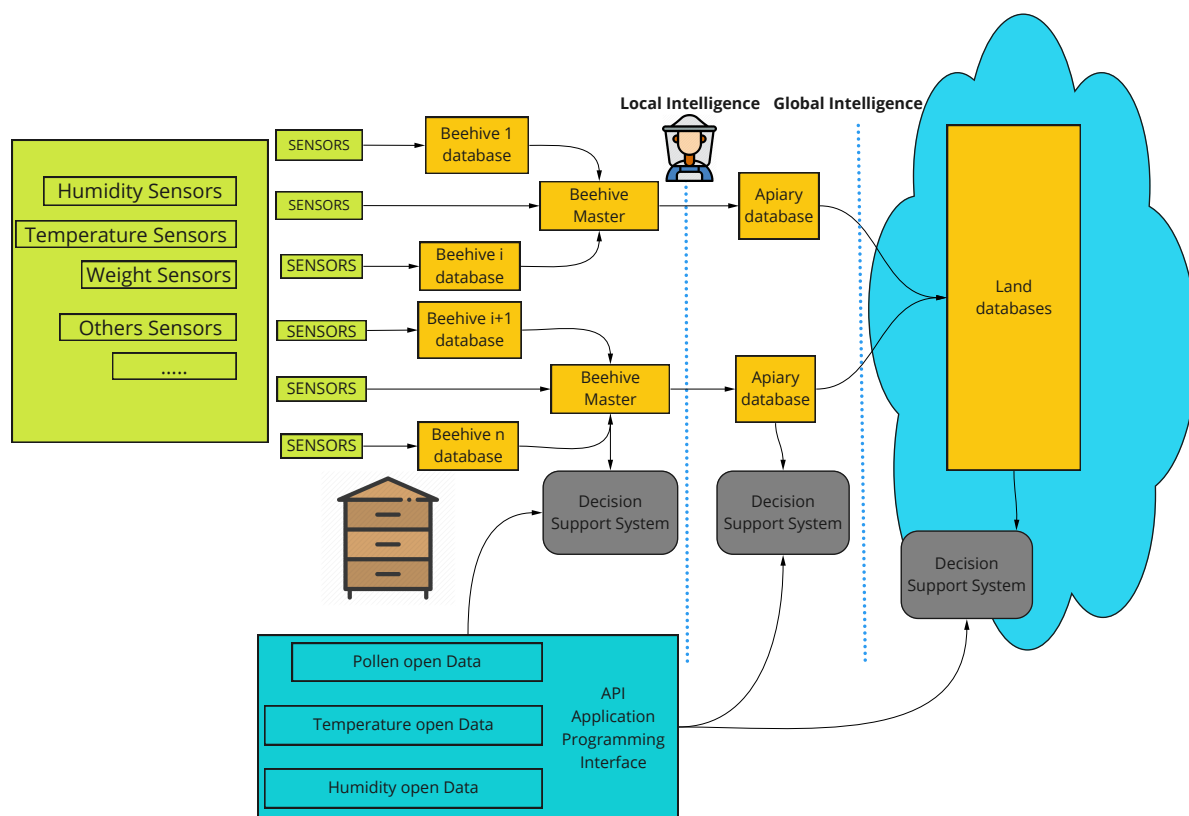 Local Intelligence
Global Intelligence
Humidity Sensors
Temperature Sensors
Weight Sensors
Others Sensors
.....
SENSORS
SENSORS
SENSORS
SENSORS
SENSORS
SENSORS
Beehive 1
database
Beehive i
database
Beehive i+1
database
Beehive n
database
Beehive
Master
Beehive
Master
Apiary
database
Apiary
database
Land
databases
Decision
Support System
Decision
Support System
Decision
Support System
Pollen open Data
Temperature open Data
Humidity open Data
API
Application
Programming
Interface